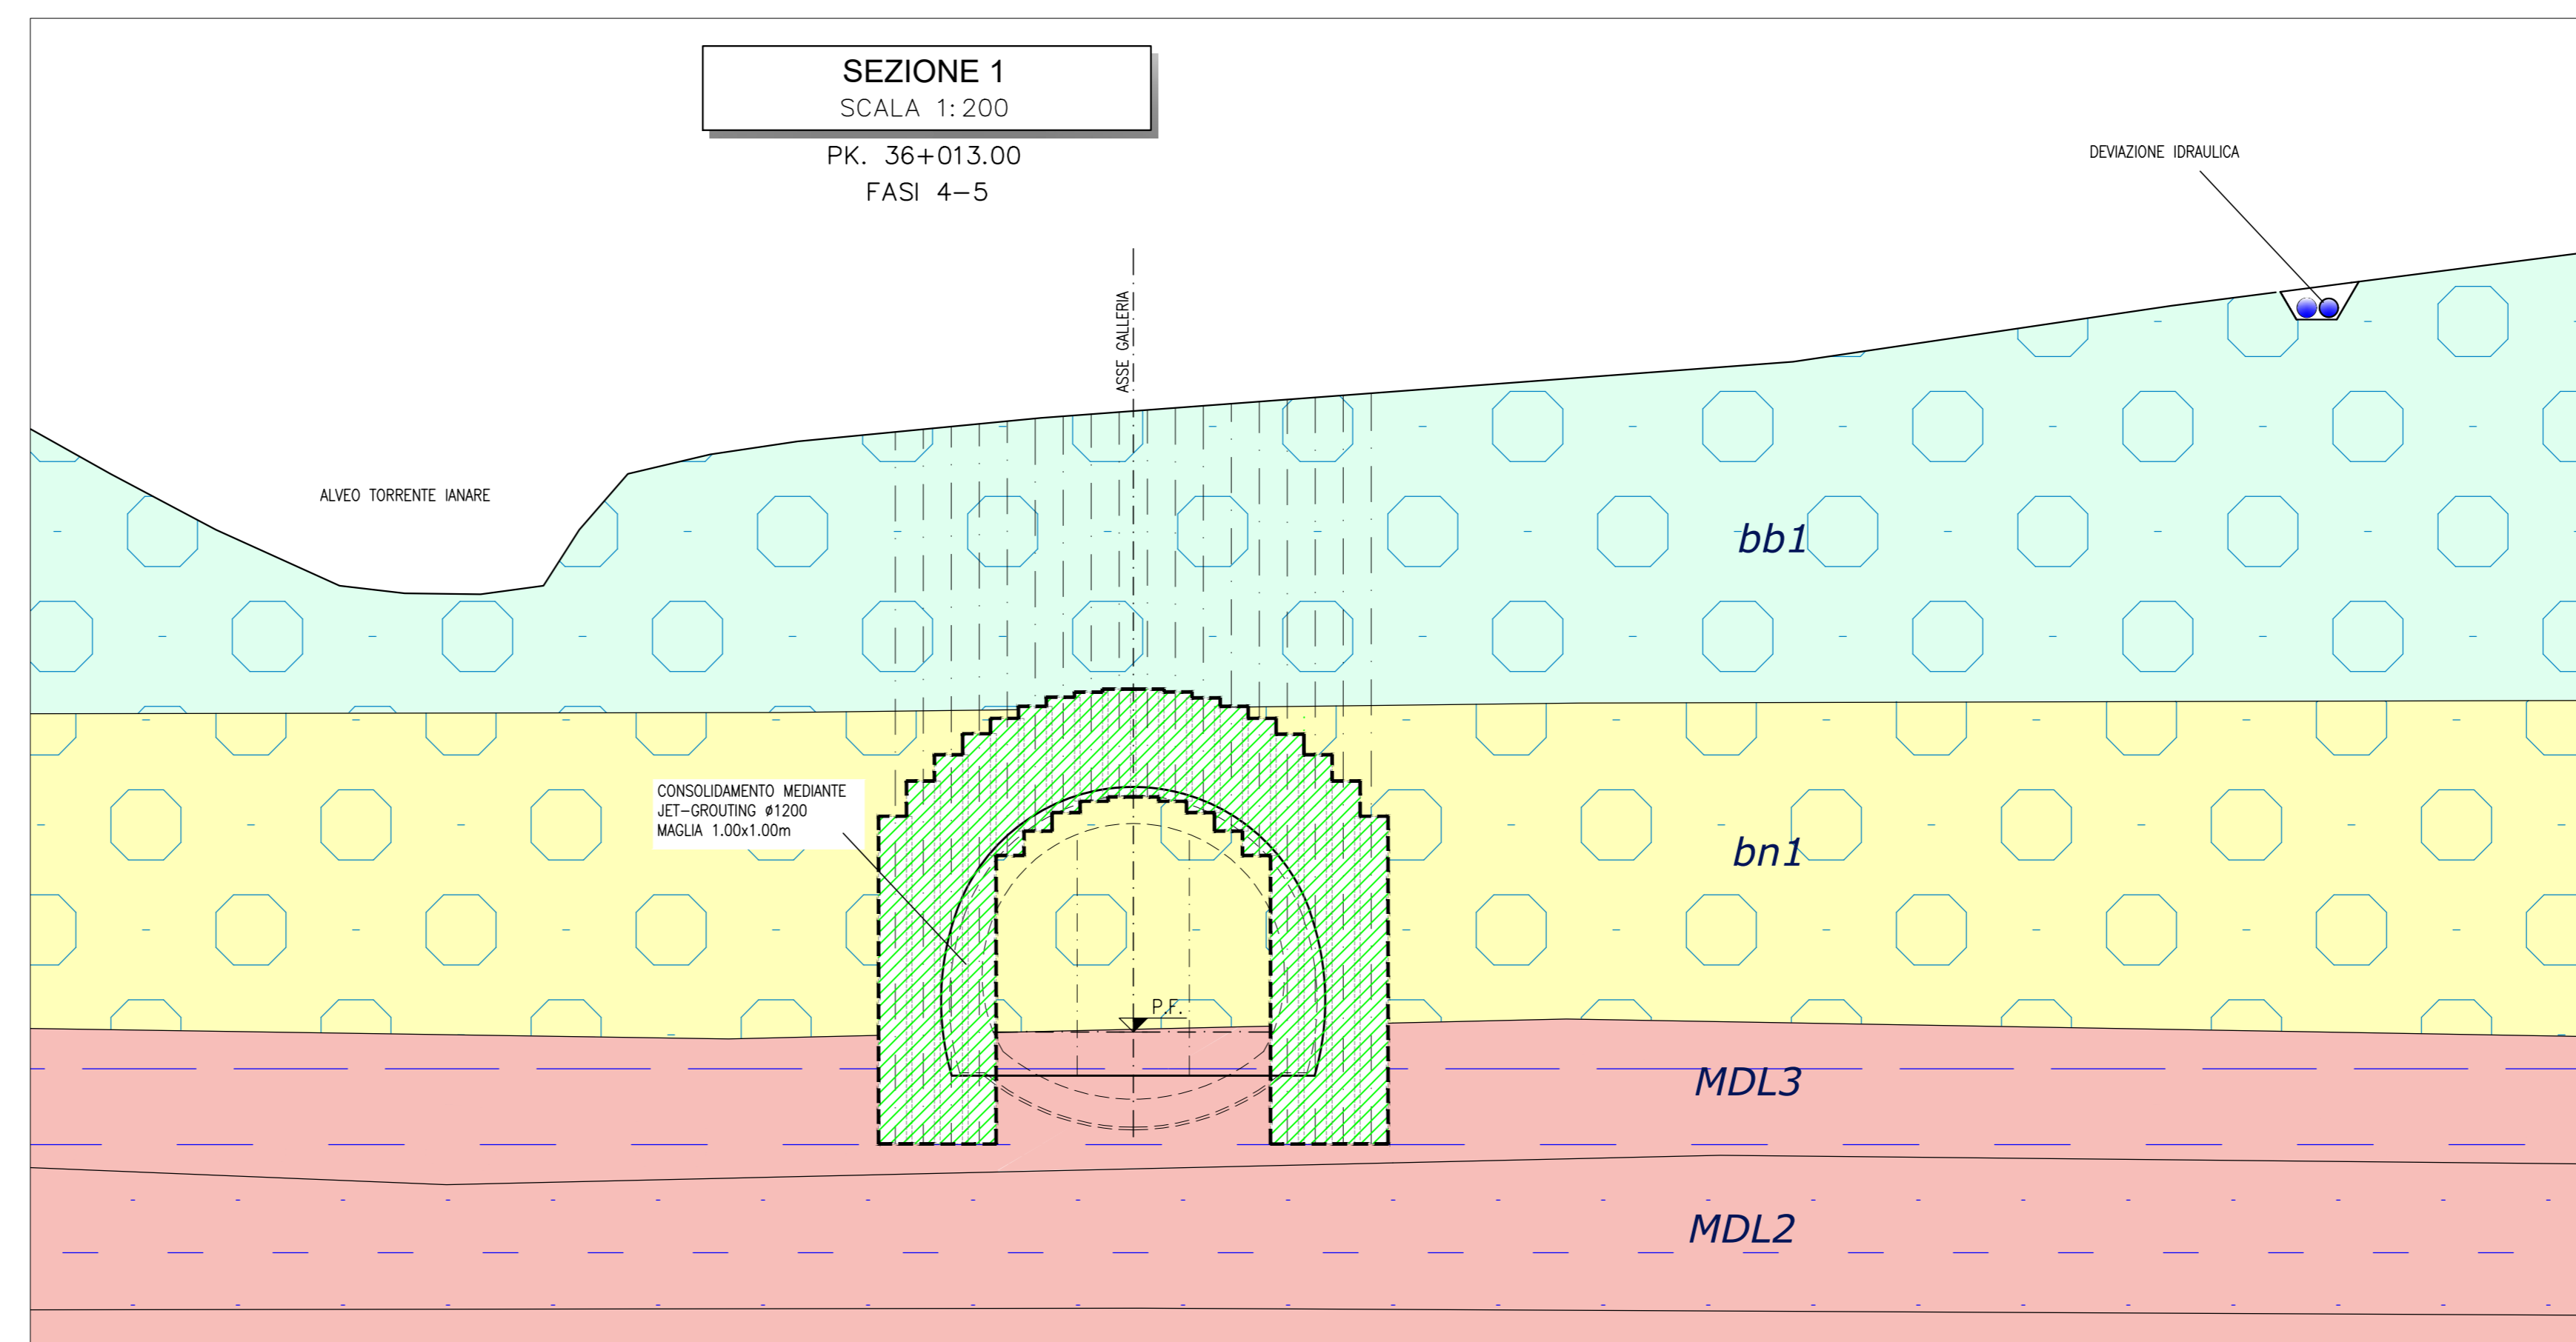 SEZIONE 1
SCALA 1:200
PK. 36+013.00
FASI 4-5
DEVIAZIONE IDRAULICA
ASSE GALLERIA
ALVEO TORRENTE IANARE
bb1
CONSOLIDAMENTO MEDIANTE
JET-GROUTING ø1200
MAGLIA 1.00x1.00m
bn1
P.F.
MDL3
MDL2